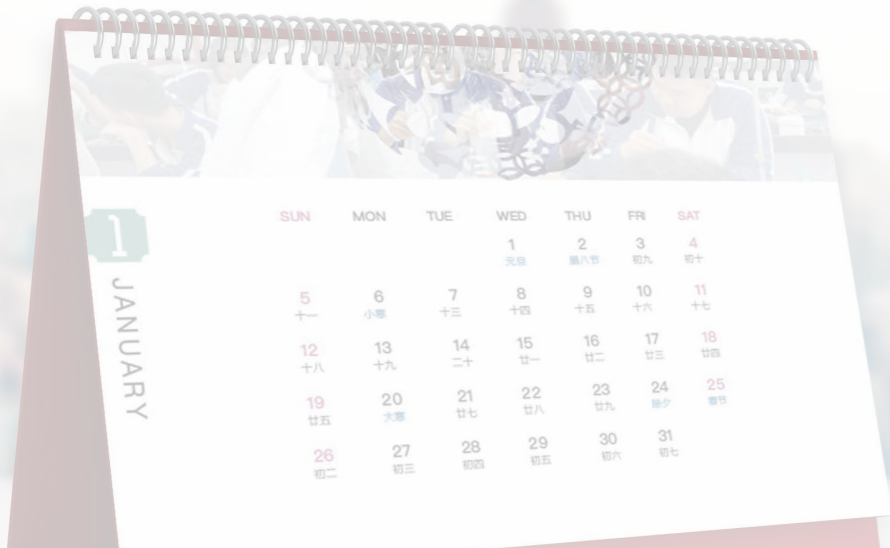 1
JANUARY
SUN MON TUE WED THU FRI SAT
1 2 3 4
元旦 腊八节 初九 初十
5 6 7 8 9 10 11
十一 小寒 十三 十四 十五 十六 十七
12 13 14 15 16 17 18
十八 十九 二十 廿一 廿二 廿三 廿四
19 20 21 22 23 24 25
廿五 大寒 廿七 廿八 廿九 除夕 春节
26 27 28 29 30 31
初二 初三 初四 初五 初六 初七